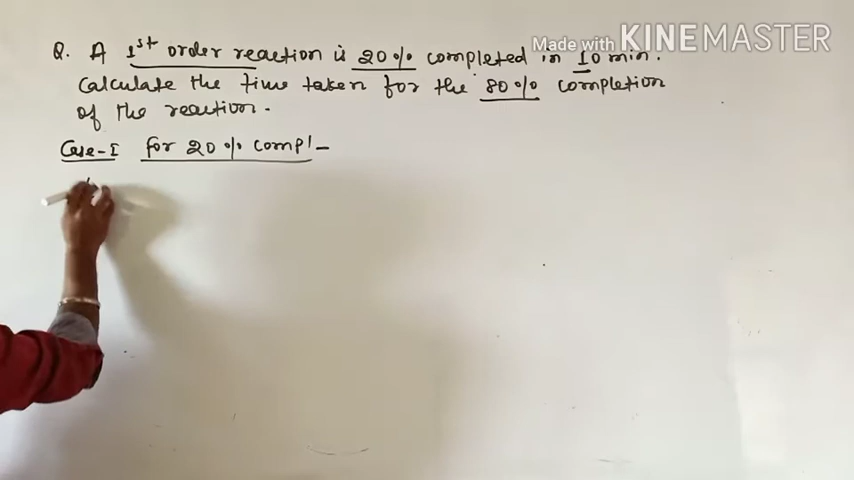 Made with KINEMASTER
Q. A 1st order reaction is 20% completed in 10 min.
Calculate the time taken for the 80% completion
of the reaction.
Case-I for 20% compl-